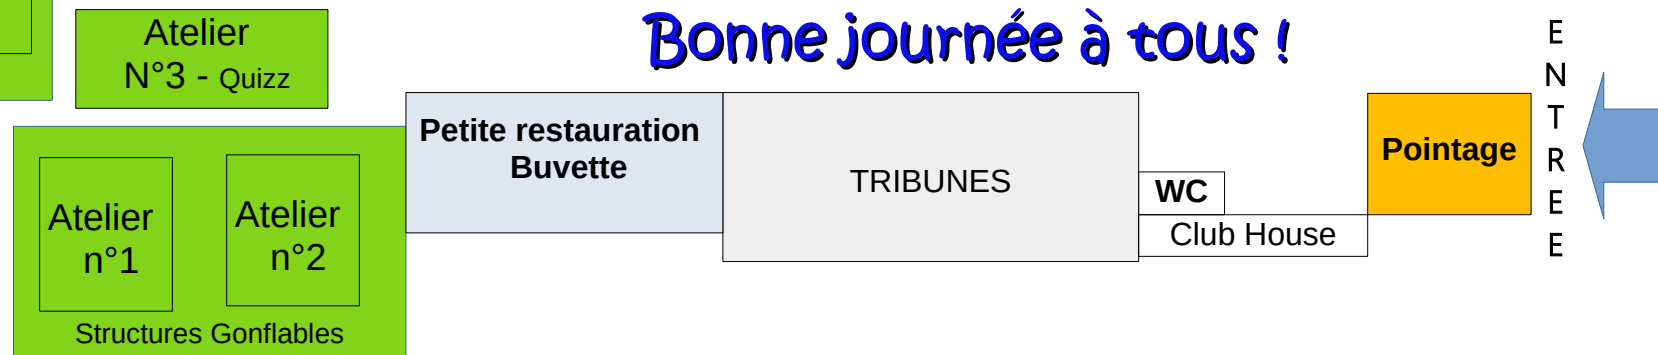 Bonne journée à tous !
Atelier
N°3 - Quizz
Petite restauration
Buvette
TRIBUNES
WC
Club House
Pointage
ENTREE
Atelier
n°1
Atelier
n°2
Structures Gonflables